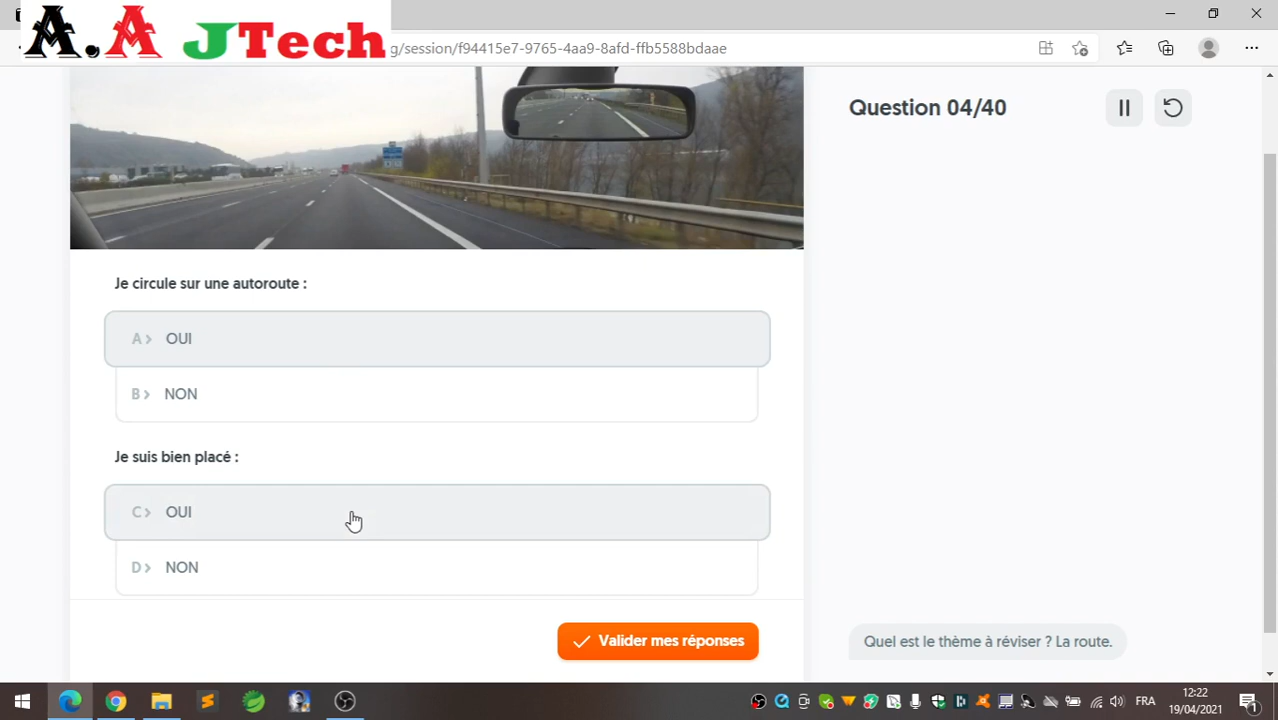 A.A JTech
g/session/f94415e7-9765-4aa9-8afd-ffb5588bdaae
Question 04/40
Je circule sur une autoroute :
A OUI
B NON
Je suis bien placé :
C OUI
D NON
Valider mes réponses
Quel est le thème à réviser ? La route.
FRA
12:22
19/04/2021
1